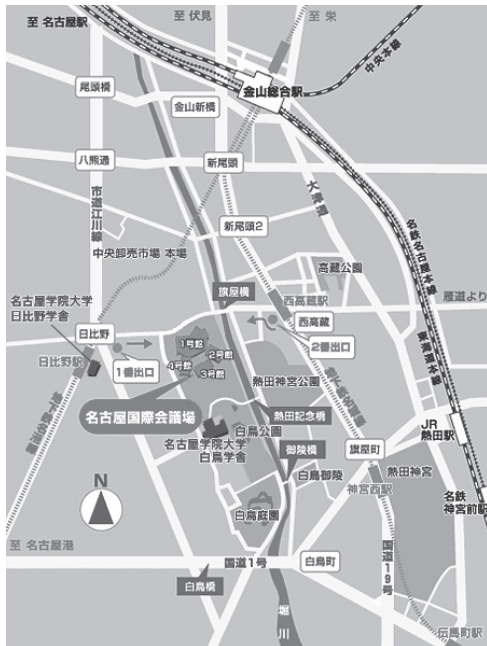 至 名古屋駅
至 伏見
至 栄
中央本線
金山総合駅
尾頭橋
金山新橋
八熊通
新尾頭
市道江川線
大津通
新尾頭2
名鉄名古屋本線
中央卸売市場 本場
高蔵公園
旗屋橋
西高蔵駅
雁道より
名古屋学院大学
日比野学舎
日比野
西高蔵
東海道本線
1号館
2号館
3号館
4号館
2番出口
日比野駅
1番出口
熱田神宮公園
名古屋国際会議場
熱田記念橋
白鳥公園
JR
熱田駅
名古屋学院大学
白鳥学舎
御陵橋
旗屋町
白鳥御陵
熱田神宮
神宮西駅
N
名鉄
神宮前駅
白鳥庭園
至 名古屋港
国道1号
白鳥町
国道19号
白鳥橋
堀川
伝馬町駅